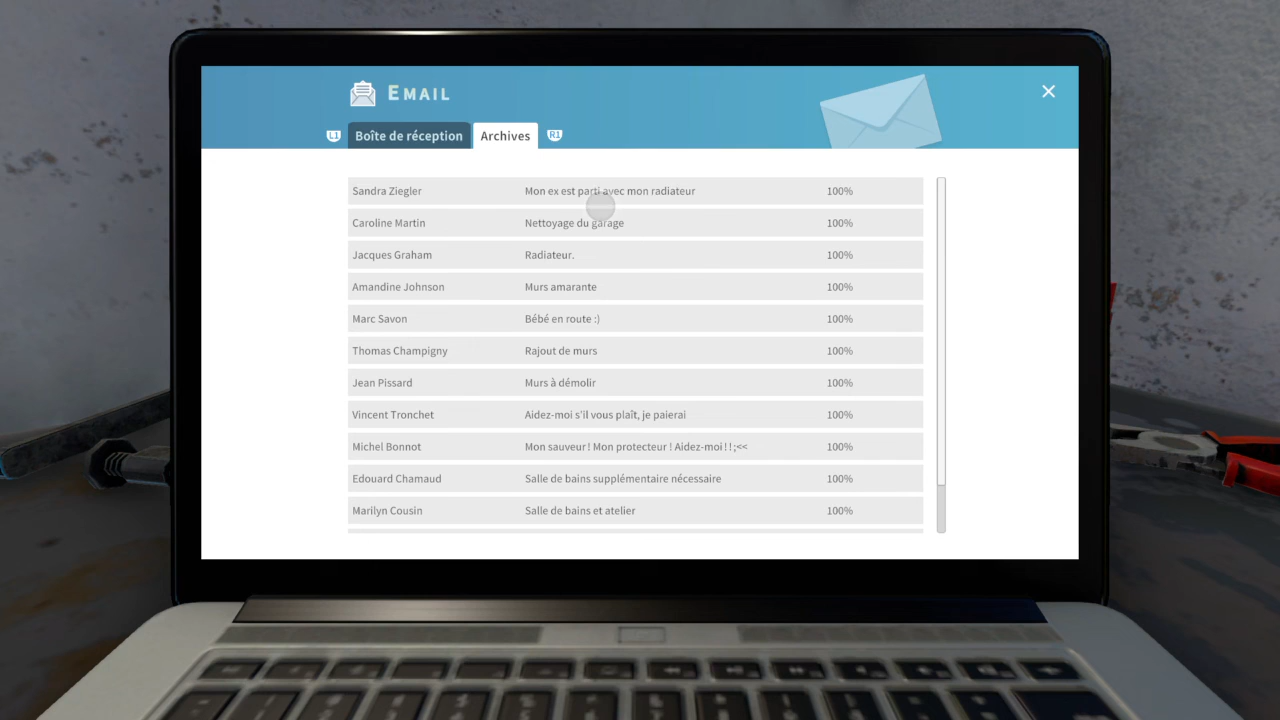 EMAIL
L1 Boîte de réception Archives R1
Sandra Ziegler Mon ex est parti avec mon radiateur 100%
Caroline Martin Nettoyage du garage 100%
Jacques Graham Radiateur. 100%
Amandine Johnson Murs amarante 100%
Marc Savon Bébé en route :) 100%
Thomas Champigny Rajout de murs 100%
Jean Pissard Murs à démolir 100%
Vincent Tronchet Aidez-moi s'il vous plaît, je paierai 100%
Michel Bonnot Mon sauveur ! Mon protecteur ! Aidez-moi ! ! ;<< 100%
Edouard Chamaud Salle de bains supplémentaire nécessaire 100%
Marilyn Cousin Salle de bains et atelier 100%